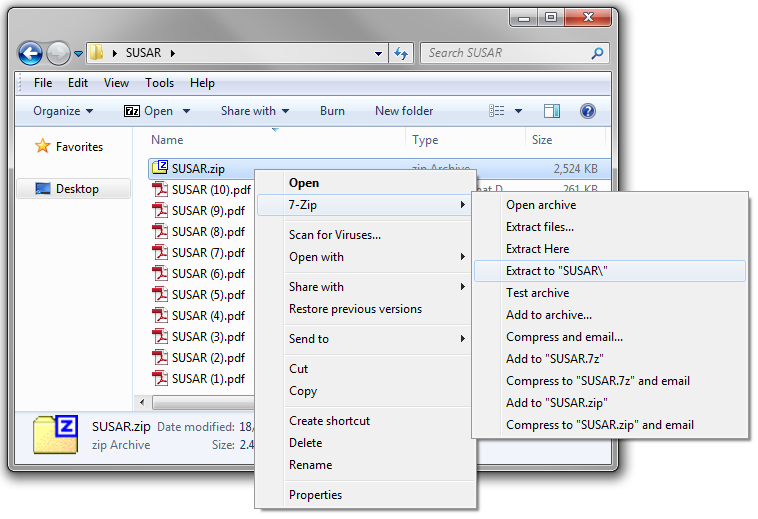 SUSAR
Search SUSAR
File Edit View Tools Help
Organize 7z Open Share with Burn New folder
Favorites
Desktop
Name Type Size
SUSAR.zip zip Archive 2,524 KB
SUSAR (10).pdf 261 KB
SUSAR (9).pdf
SUSAR (8).pdf
SUSAR (7).pdf
SUSAR (6).pdf
SUSAR (5).pdf
SUSAR (4).pdf
SUSAR (3).pdf
SUSAR (2).pdf
SUSAR (1).pdf
Open
7-Zip
Scan for Viruses...
Open with
Share with
Restore previous versions
Send to
Cut
Copy
Create shortcut
Delete
Rename
Properties
Open archive
Extract files...
Extract Here
Extract to "SUSAR\"
Test archive
Add to archive...
Compress and email...
Add to "SUSAR.7z"
Compress to "SUSAR.7z" and email
Add to "SUSAR.zip"
Compress to "SUSAR.zip" and email
Z
SUSAR.zip Date modified: 18/
zip Archive Size: 2.4